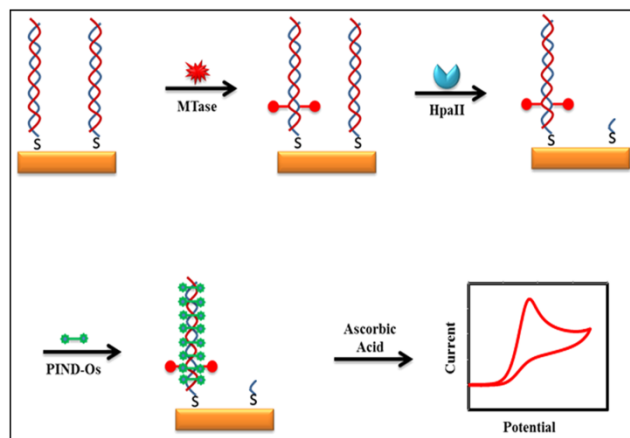 MTase
HpaII
S
S
S
S
S
S
PIND-Os
Ascorbic
Acid
S
S
Current
Potential